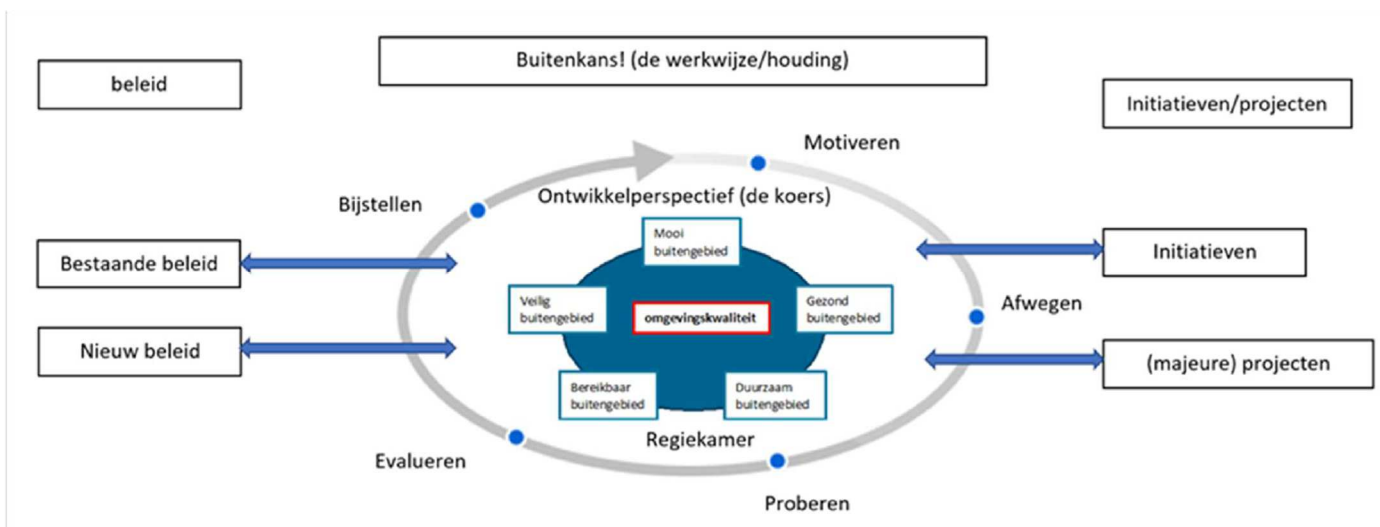 Buitenkans! (de werkwijze/houding)
beleid
Initiatieven/projecten
Motiveren
Ontwikkelperspectief (de koers)
Bijstellen
Mooi
buitengebied
Bestaande beleid
Initiatieven
Veilig
buitengebied
omgevingskwaliteit
Gezond
buitengebied
Afwegen
Nieuw beleid
(majeure) projecten
Bereikbaar
buitengebied
Duurzaam
buitengebied
Regiekamer
Evalueren
Proberen